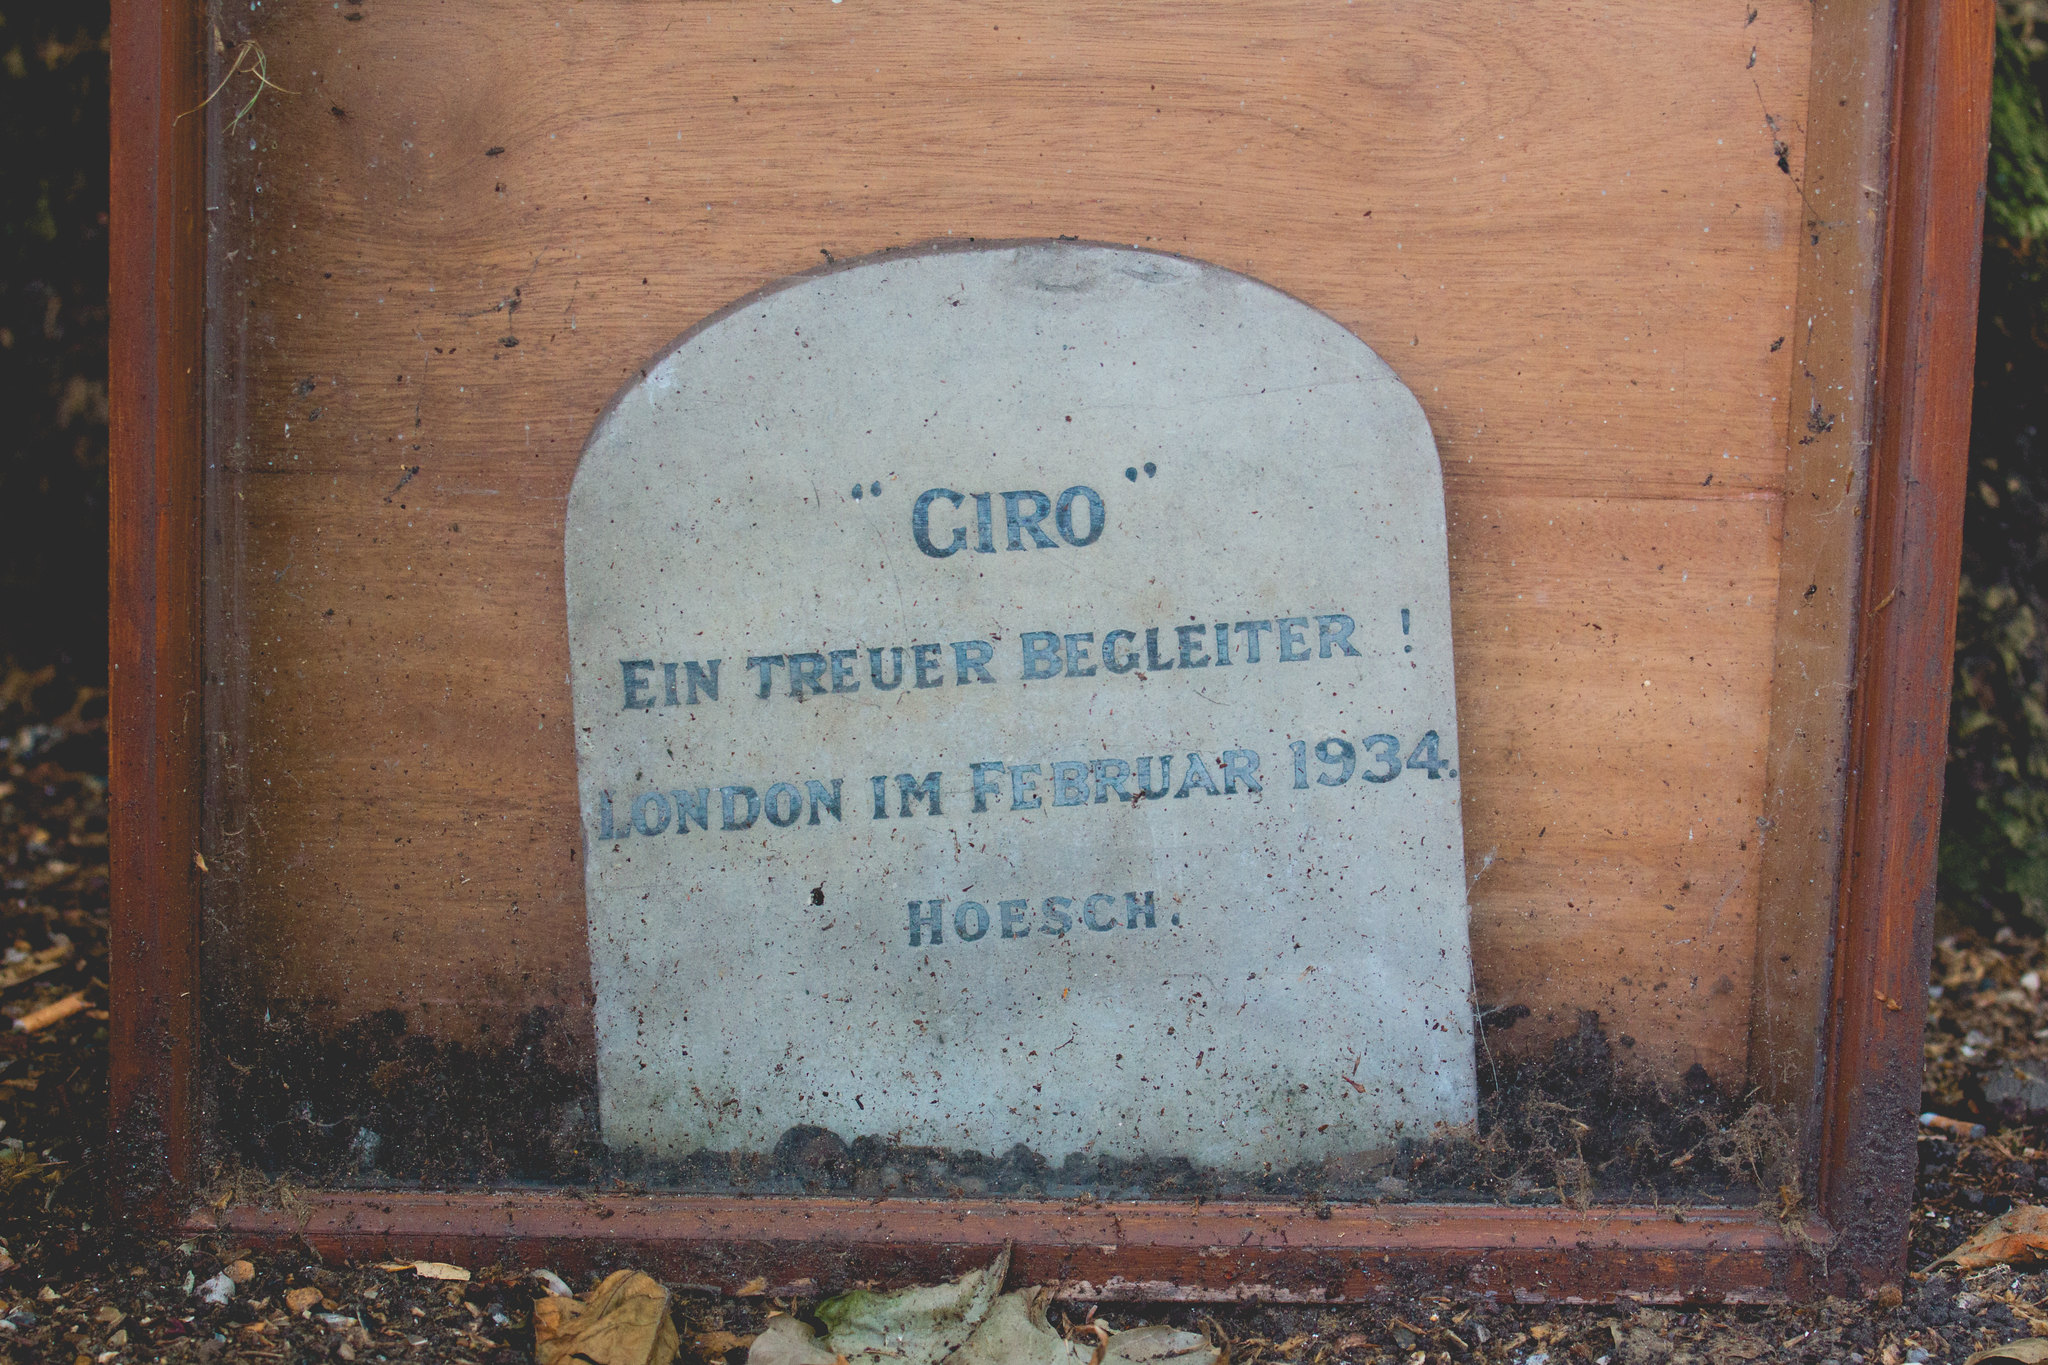 “ GIRO ”
EIN TREUER BEGLEITER !
LONDON IM FEBRUAR 1934.
HOESCH.